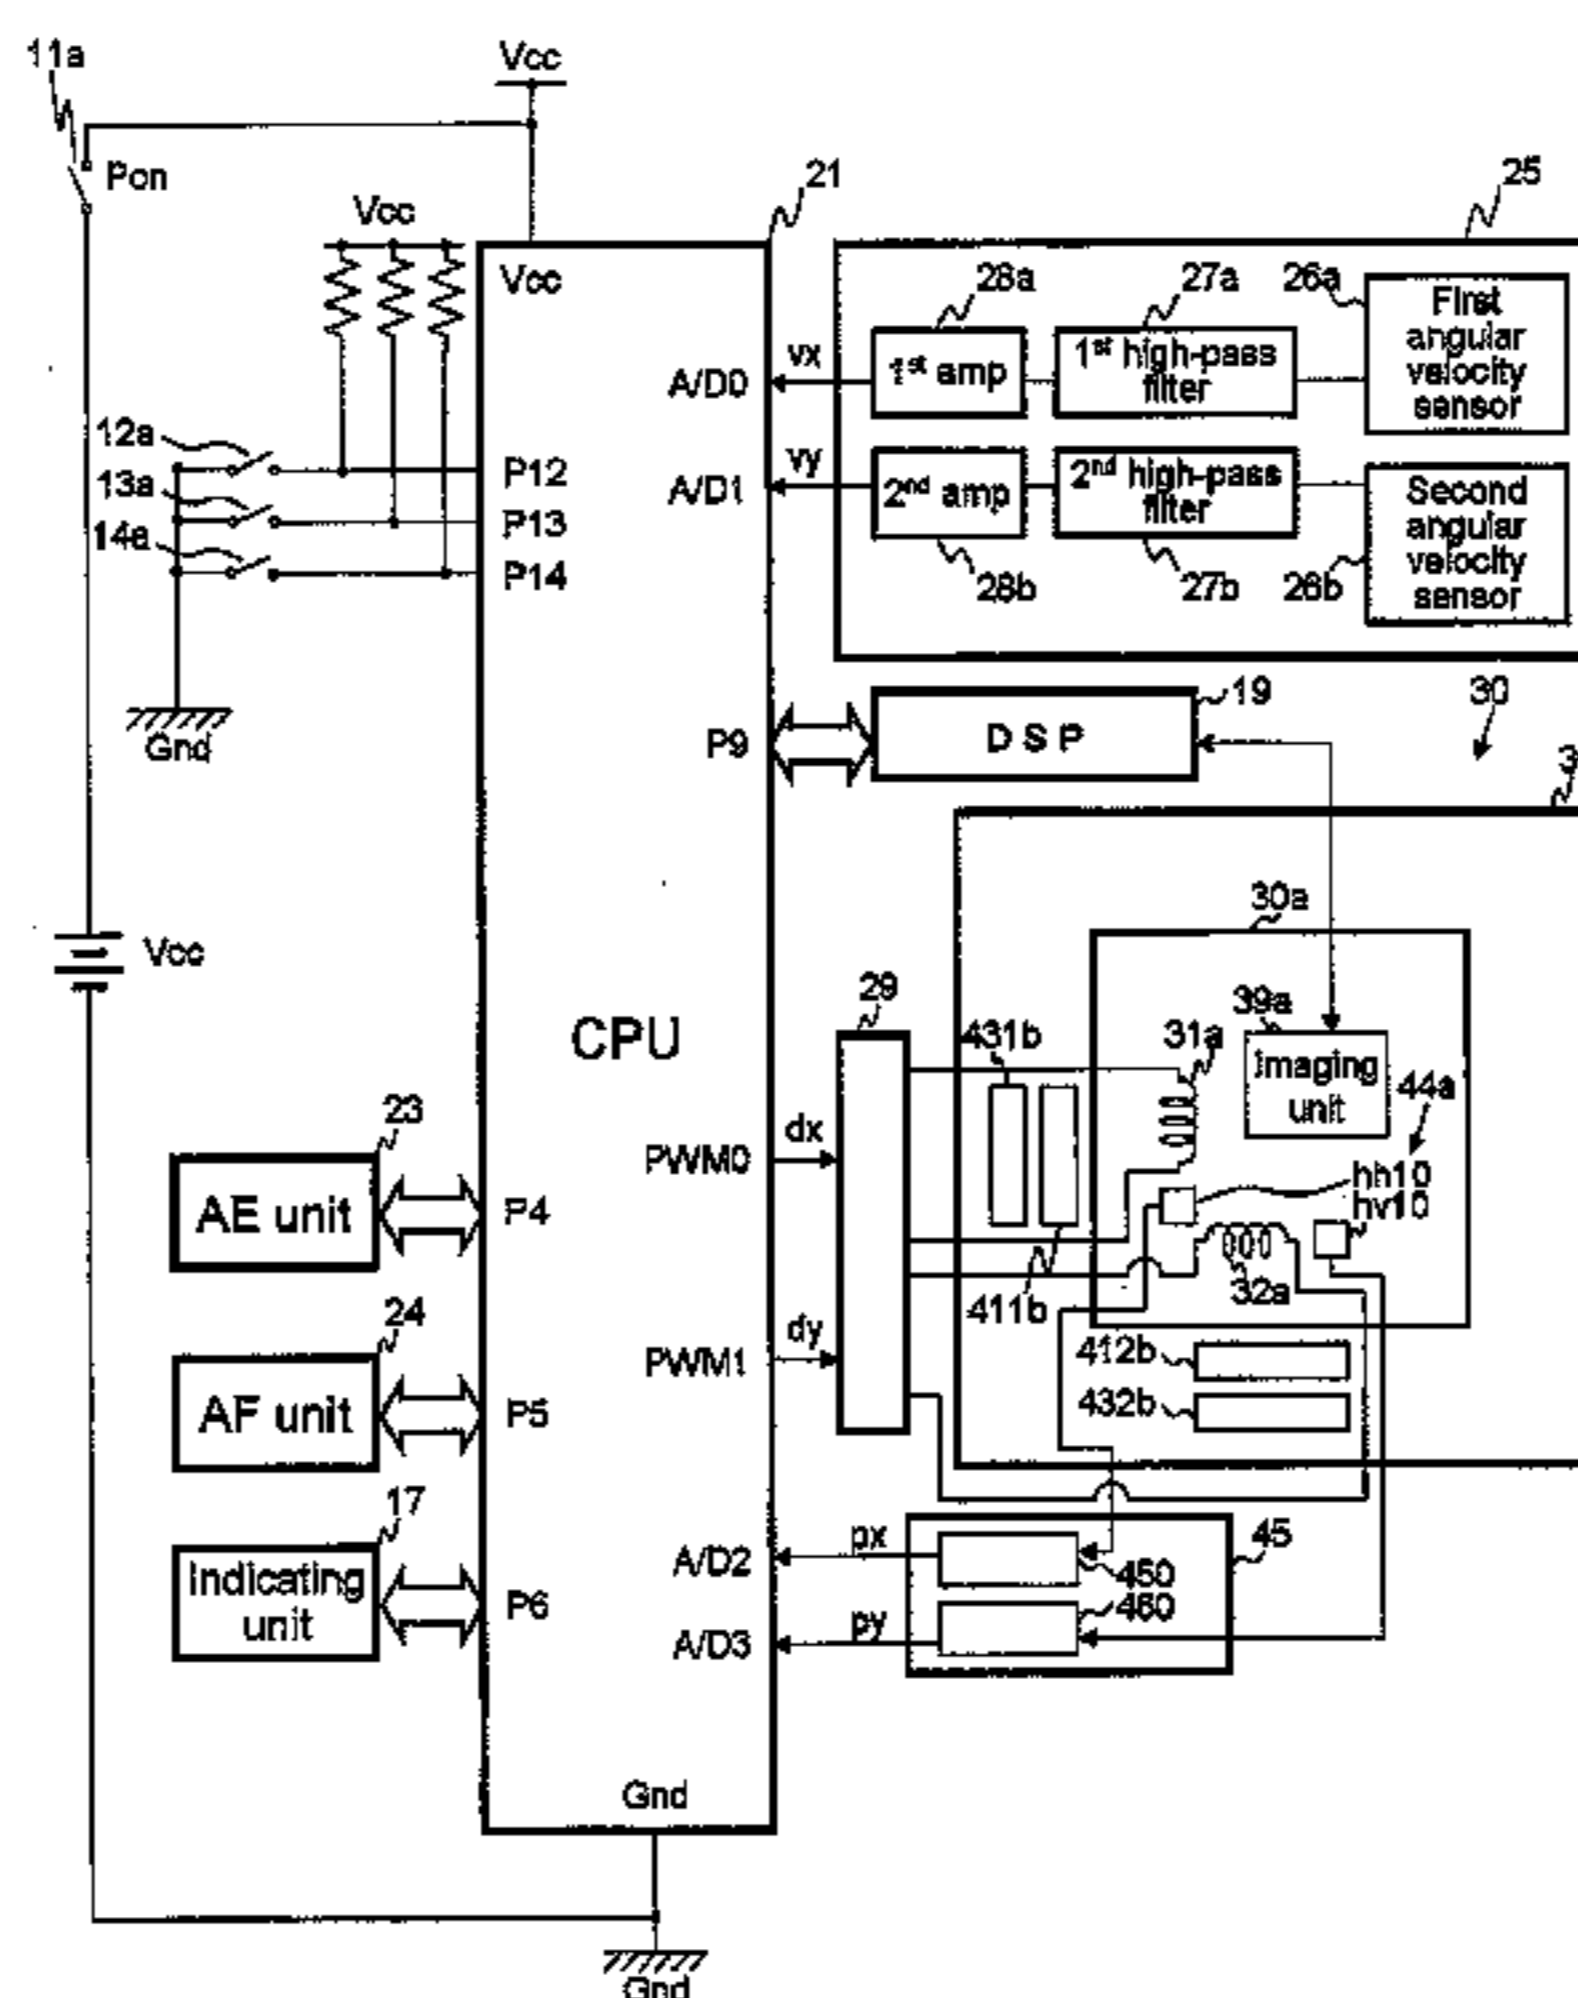 11a
Vcc
Pon
Vcc
21
25
Vcc
28a
27a
26a
First
angular
velocity
sensor
1st amp
1st high-pass
filter
A/D0
vx
12a
P12
A/D1
vy
2nd amp
2nd high-pass
filter
Second
angular
velocity
sensor
13a
P13
14a
P14
28b
27b
26b
Gnd
P9
DSP
19
30
3
30a
Vcc
CPU
29
431b
31a
39a
Imaging
unit
44a
23
AE unit
P4
PWM0
dx
hh10
hv10
411b
32a
24
AF unit
P5
PWM1
dy
412b
432b
17
Indicating
unit
P6
A/D2
px
450
45
A/D3
py
460
Gnd
Gnd